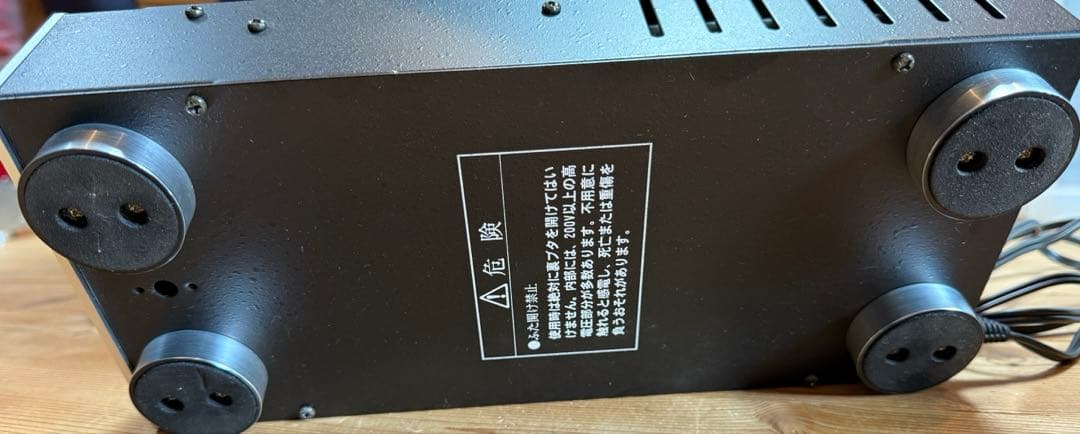 危険
●ふた開け禁止
使用時は絶対に裏ブタを開けてはい
けません。内部には、200V以上の高
電圧部分が多数あります。不用意に
触れると感電し、死亡または重傷を
負うおそれがあります。